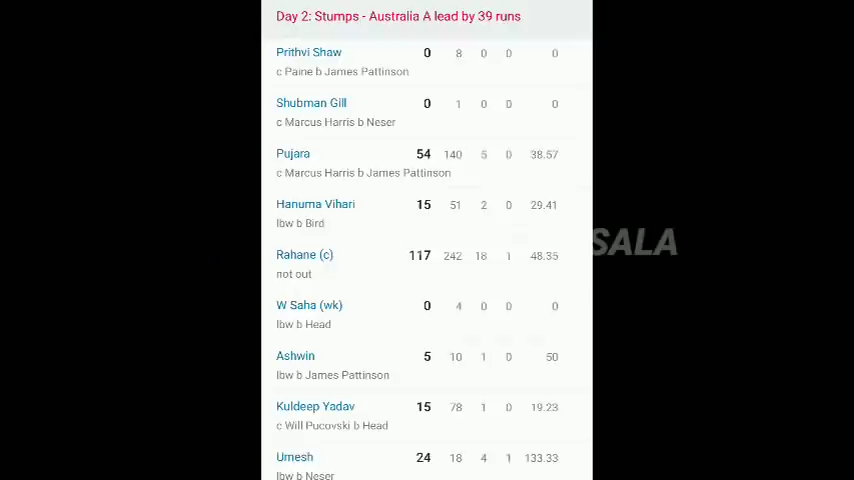 Day 2: Stumps - Australia A lead by 39 runs
Prithvi Shaw 0 8 0 0 0
c Paine b James Pattinson
Shubman Gill 0 1 0 0 0
c Marcus Harris b Neser
Pujara 54 140 5 0 38.57
c Marcus Harris b James Pattinson
Hanuma Vihari 15 51 2 0 29.41
lbw b Bird
Rahane (c) 117 242 18 1 48.35
not out
SALA
W Saha (wk) 0 4 0 0 0
lbw b Head
Ashwin 5 10 1 0 50
lbw b James Pattinson
Kuldeep Yadav 15 78 1 0 19.23
c Will Pucovski b Head
Umesh 24 18 4 1 133.33
lbw b Neser